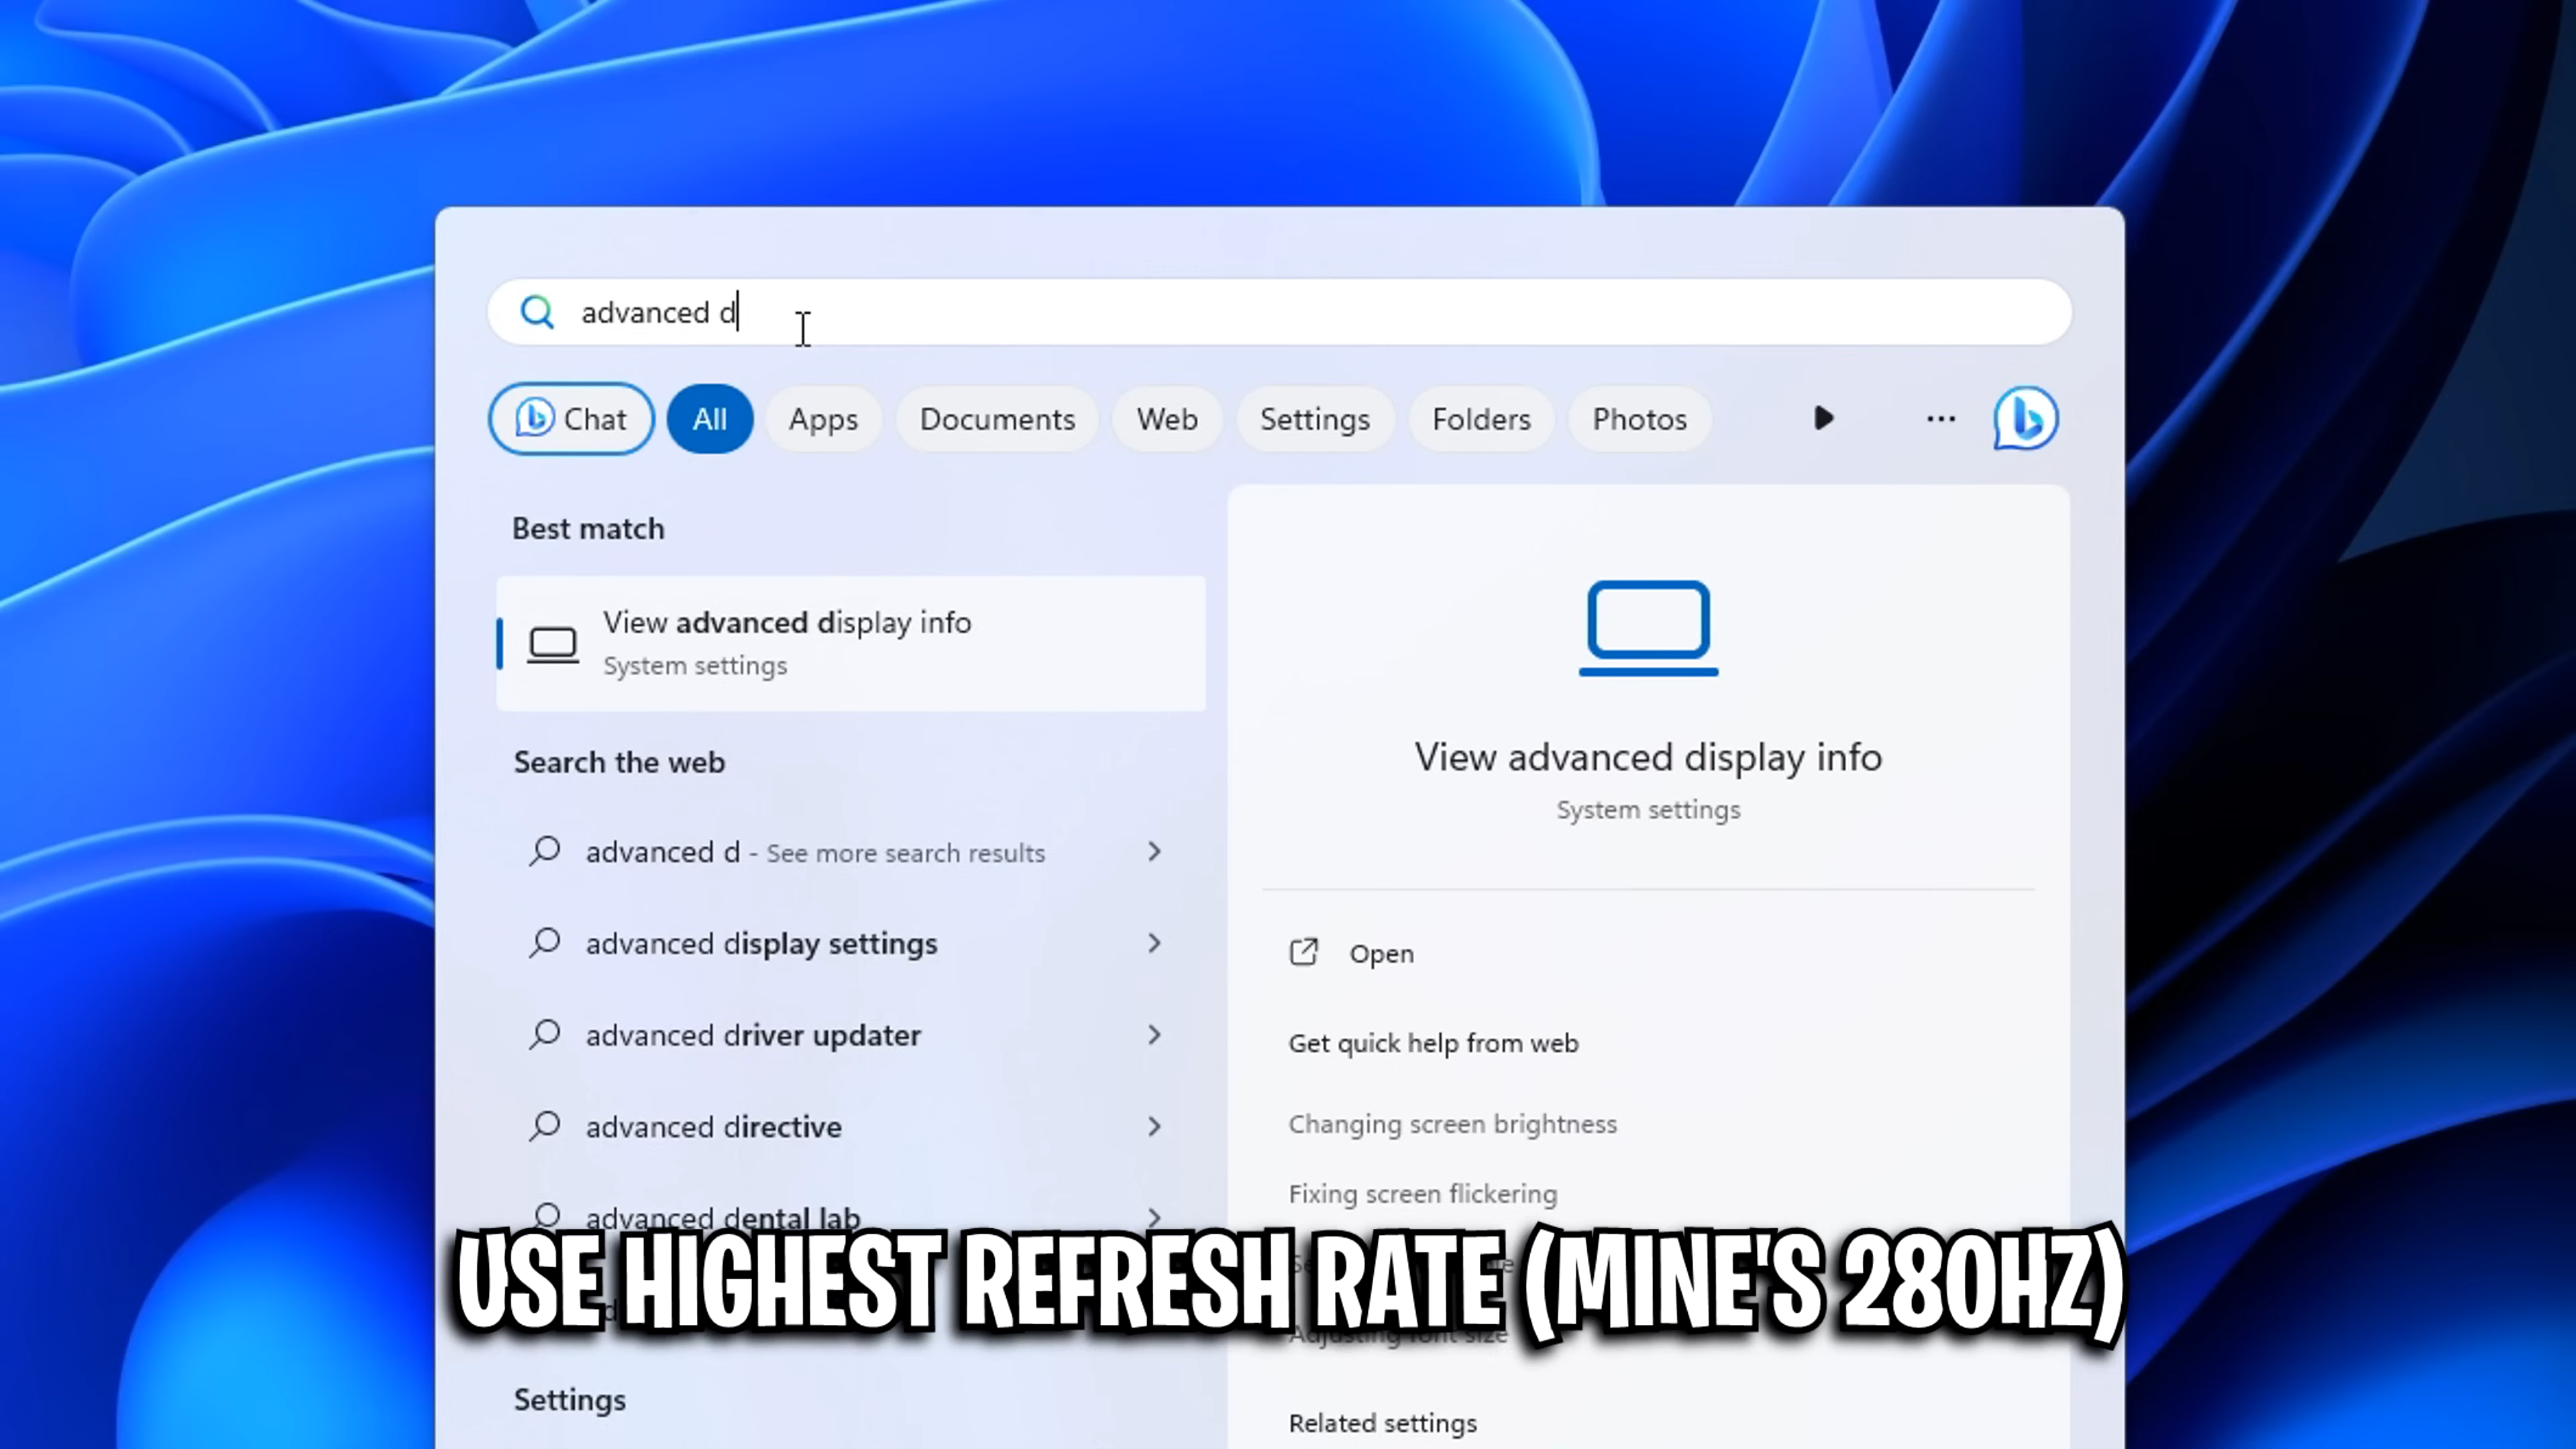 advanced d
Chat
All
Apps
Documents
Web
Settings
Folders
Photos
Best match
View advanced display info
System settings
Search the web
advanced d - See more search results
advanced display settings
advanced driver updater
advanced directive
advanced dental lab
Settings
View advanced display info
System settings
Open
Get quick help from web
Changing screen brightness
Fixing screen flickering
Adjusting font size
Related settings
USE HIGHEST REFRESH RATE (MINE'S 280HZ)